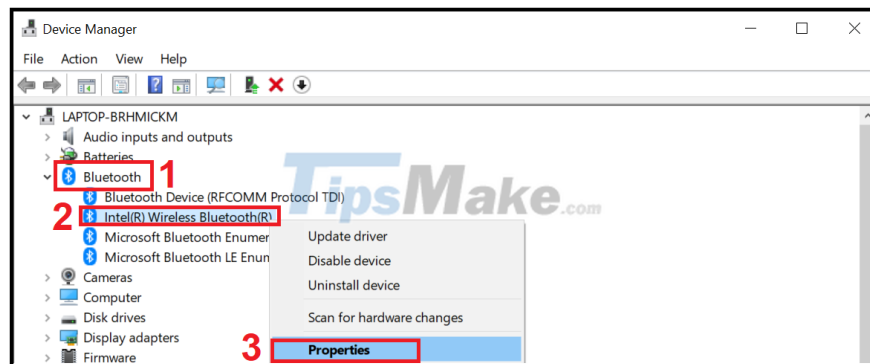 Device Manager
File Action View Help
LAPTOP-BRHMICKM
Audio inputs and outputs
Batteries
Bluetooth 1
Bluetooth Device (RFCOMM Protocol TDI)
2 Intel(R) Wireless Bluetooth(R)
Microsoft Bluetooth Enumer
Microsoft Bluetooth LE Enum
Cameras
Computer
Disk drives
Display adapters
Firmware
Update driver
Disable device
Uninstall device
Scan for hardware changes
3 Properties
TipsMake.com